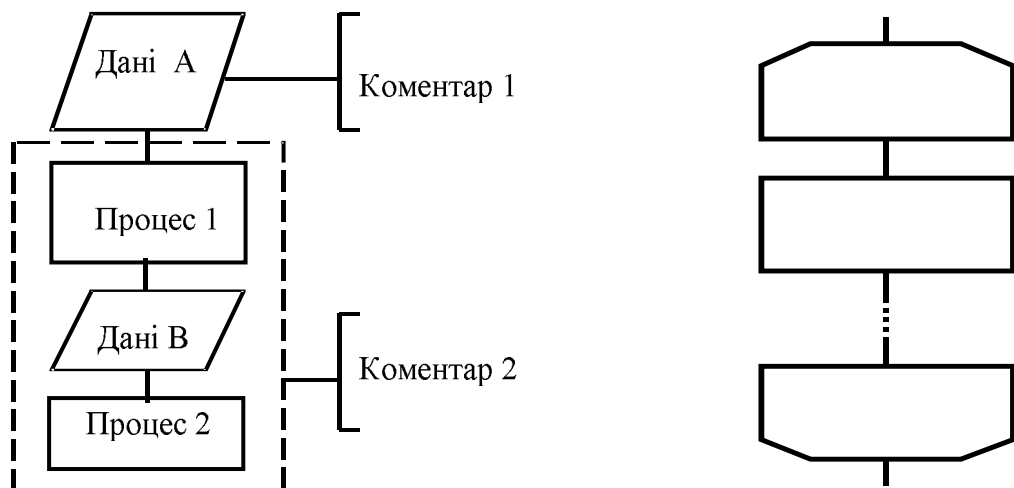 Дані А
Коментар 1
Процес 1
Дані В
Коментар 2
Процес 2